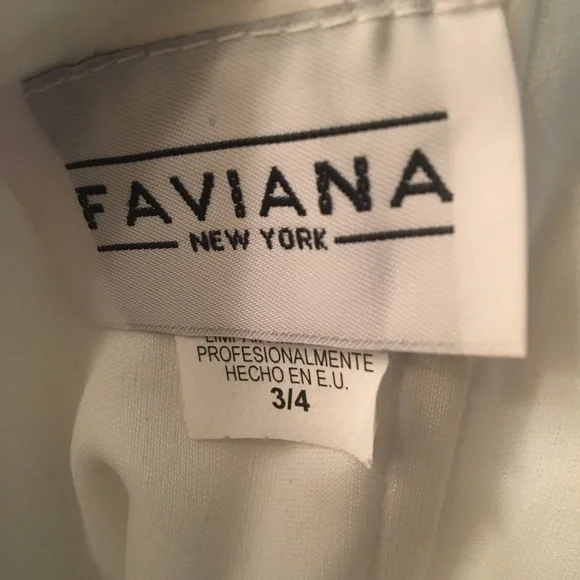 FAVIANA
NEW YORK
PROFESIONALMENTE
HECHO EN E.U.
3/4